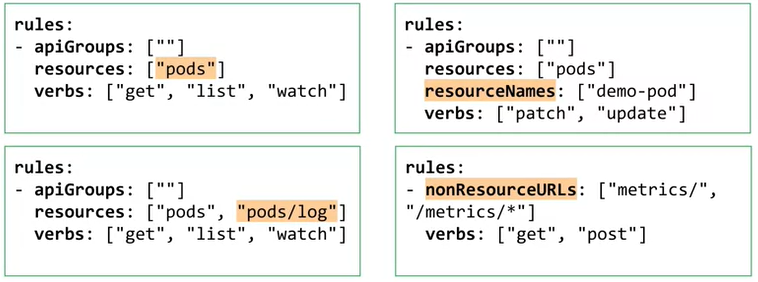 rules:
- apiGroups: [""]
  resources: ["pods"]
  verbs: ["get", "list", "watch"]
rules:
- apiGroups: [""]
  resources: ["pods"]
  resourceNames: ["demo-pod"]
  verbs: ["patch", "update"]
rules:
- apiGroups: [""]
  resources: ["pods", "pods/log"]
  verbs: ["get", "list", "watch"]
rules:
- nonResourceURLs: ["metrics/",
"/metrics/*"]
  verbs: ["get", "post"]